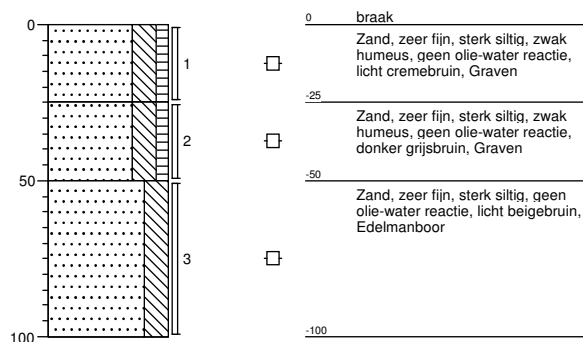 0
50
100
1
2
3
0 braak
Zand, zeer fijn, sterk siltig, zwak
humeus, geen olie-water reactie,
licht cremebruin, Graven
-25
Zand, zeer fijn, sterk siltig, zwak
humeus, geen olie-water reactie,
donker grijsbruin, Graven
-50
Zand, zeer fijn, sterk siltig, geen
olie-water reactie, licht beigebruin,
Edelmanboor
-100